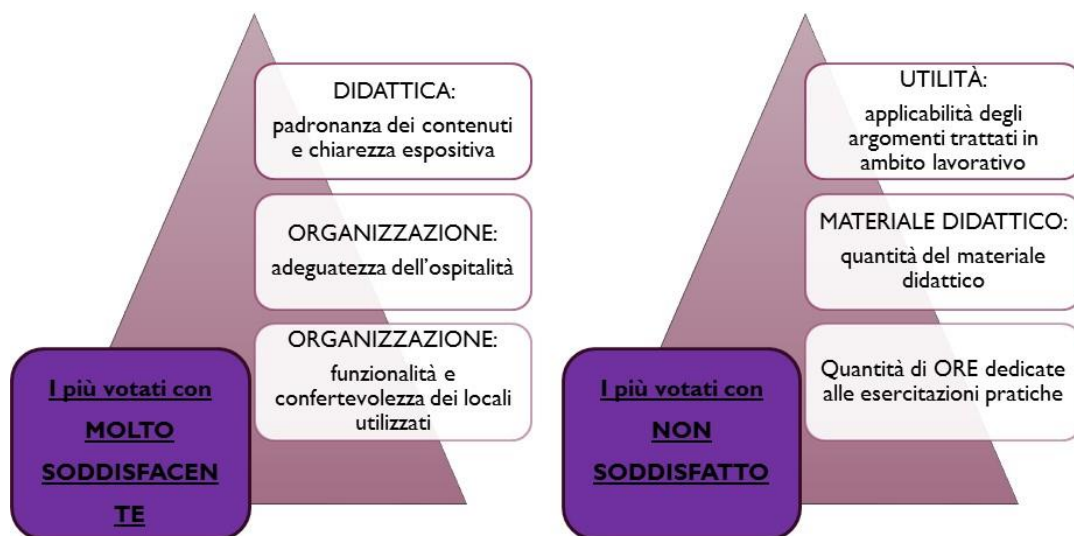 DIDATTICA:
padronanza dei contenuti
e chiarezza espositiva
ORGANIZZAZIONE:
adeguatezza dell'ospitalità
ORGANIZZAZIONE:
funzionalità e
confertevolezza dei locali
utilizzati
I più votati con
MOLTO
SODDISFACEN
TE
UTILITÀ:
applicabilità degli
argomenti trattati in
ambito lavorativo
MATERIALE DIDATTICO:
quantità del materiale
didattico
Quantità di ORE dedicate
alle esercitazioni pratiche
I più votati con
NON
SODDISFATTO